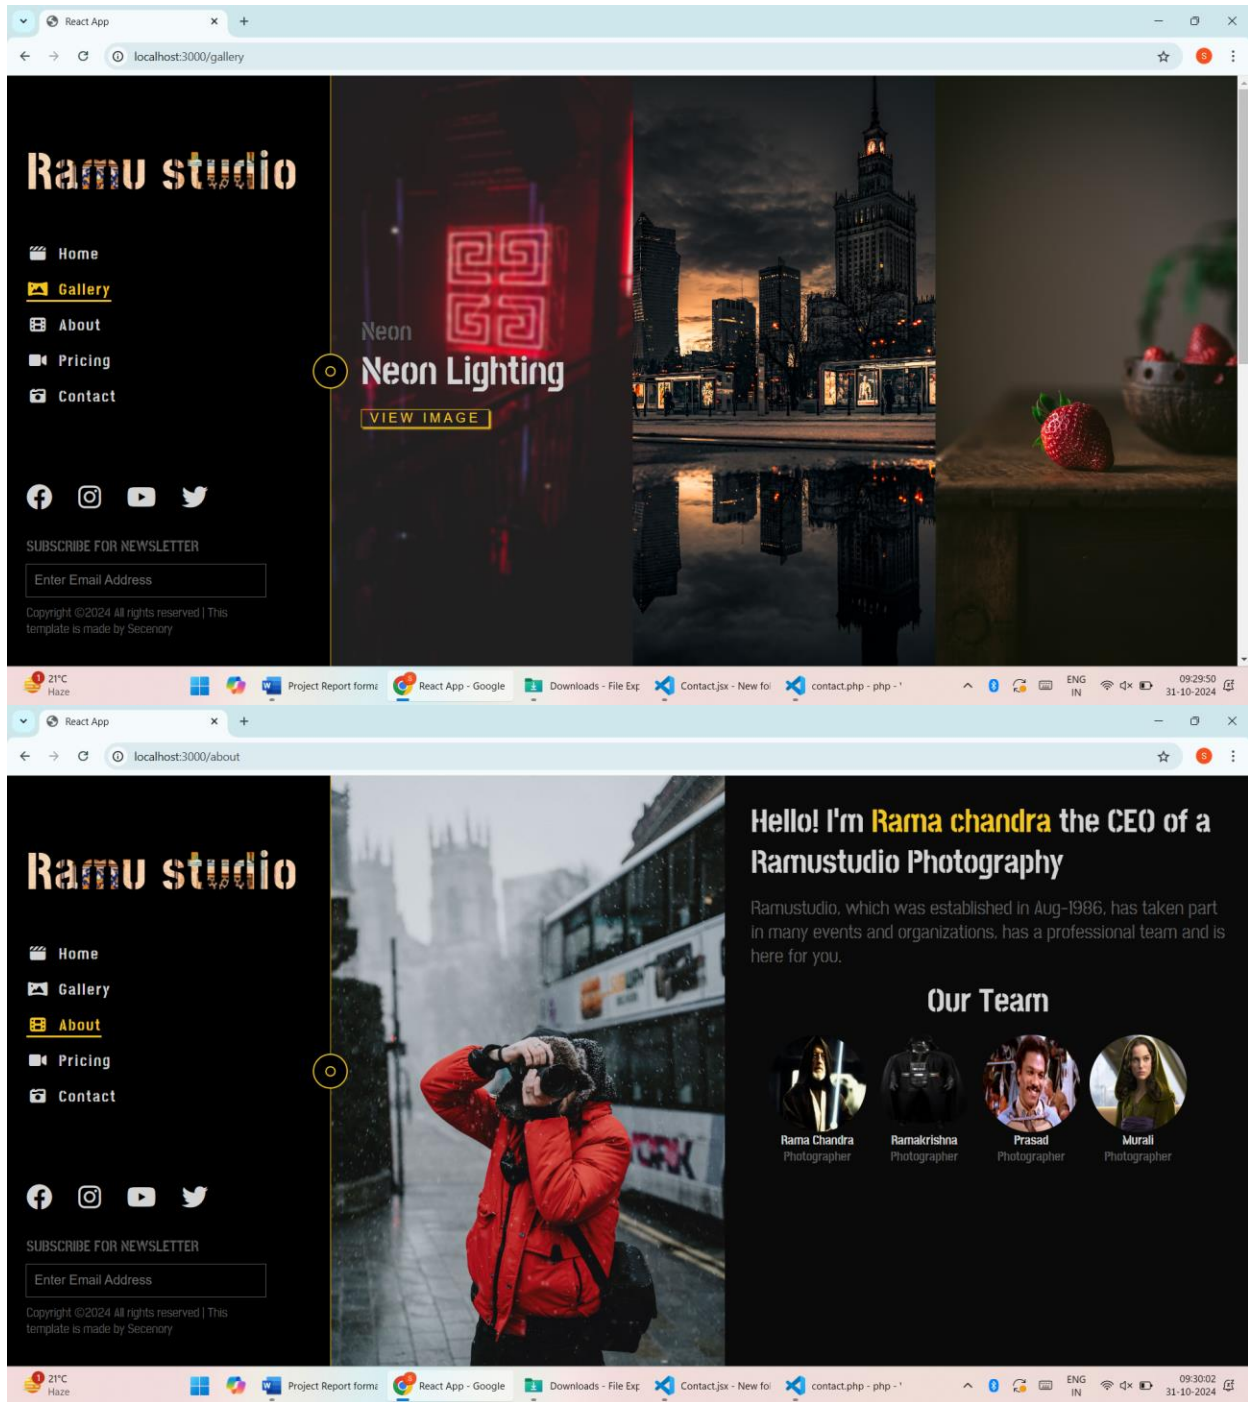 React App
localhost:3000/gallery
S
Ramu studio
Home
Gallery
About
Pricing
Contact
SUBSCRIBE FOR NEWSLETTER
Enter Email Address
Copyright ©2024 All rights reserved | This
template is made by Secenory
Neon
Neon Lighting
VIEW IMAGE
1
21°C
Haze
Project Report forma
React App - Google
Downloads - File Exp
Contact.jsx - New fol
contact.php - php - '
ENG
IN
09:29:50
31-10-2024
React App
localhost:3000/about
S
Ramu studio
Home
Gallery
About
Pricing
Contact
SUBSCRIBE FOR NEWSLETTER
Enter Email Address
Copyright ©2024 All rights reserved | This
template is made by Secenory
YORK
Hello! I'm Rama chandra the CEO of a
Ramustudio Photography
Ramustudio, which was established in Aug-1986, has taken part
in many events and organizations, has a professional team and is
here for you.
Our Team
Rama Chandra
Photographer
Ramakrishna
Photographer
Prasad
Photographer
Murali
Photographer
1
21°C
Haze
Project Report forma
React App - Google
Downloads - File Exp
Contact.jsx - New fol
contact.php - php - '
ENG
IN
09:30:02
31-10-2024